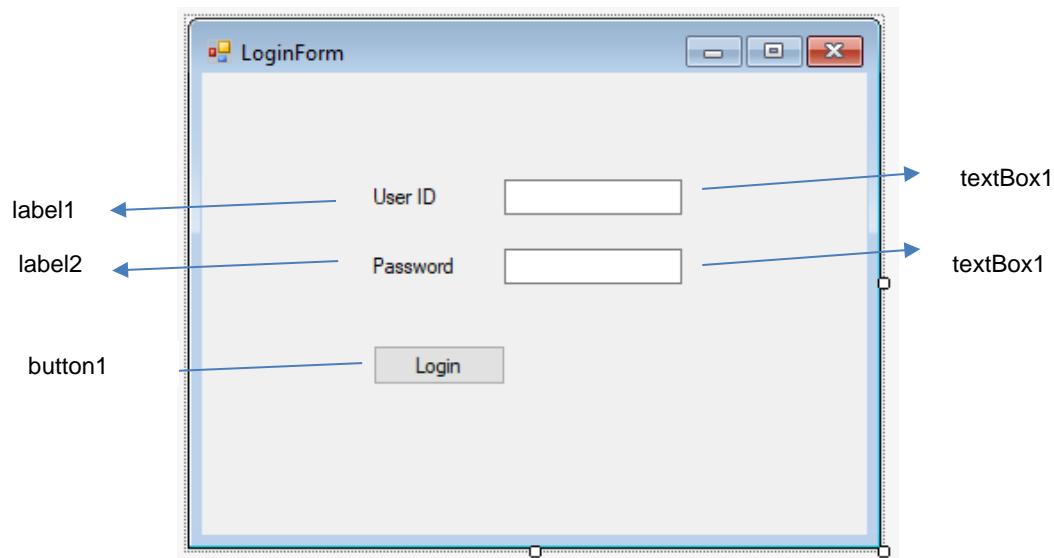 LoginForm
label1
User ID
textBox1
label2
Password
textBox1
button1
Login